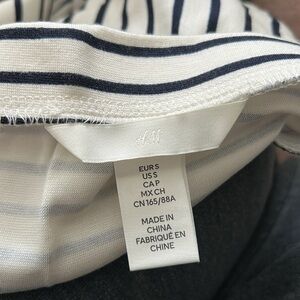 H&M
EUR S
US S
CA P
MX CH
CN 165/88A
MADE IN
CHINA
FABRIQUÉ EN
CHINE